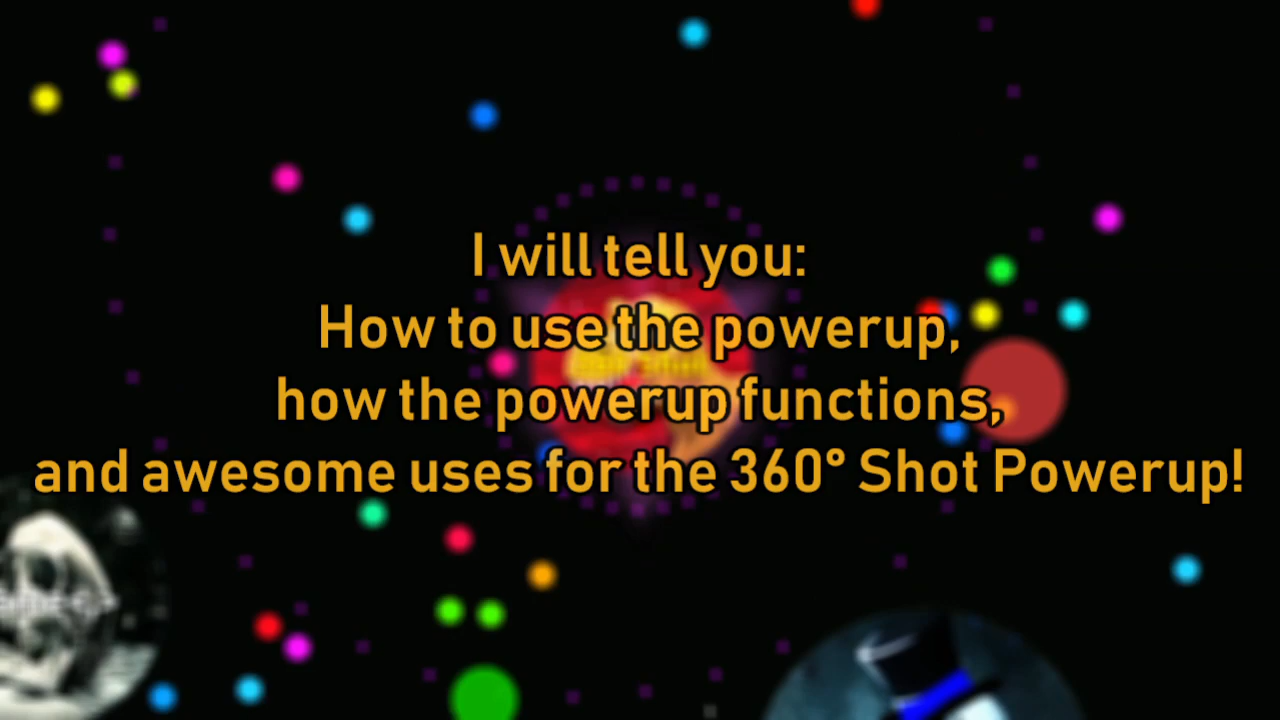 I will tell you:
How to use the powerup,
how the powerup functions,
and awesome uses for the 360° Shot Powerup!